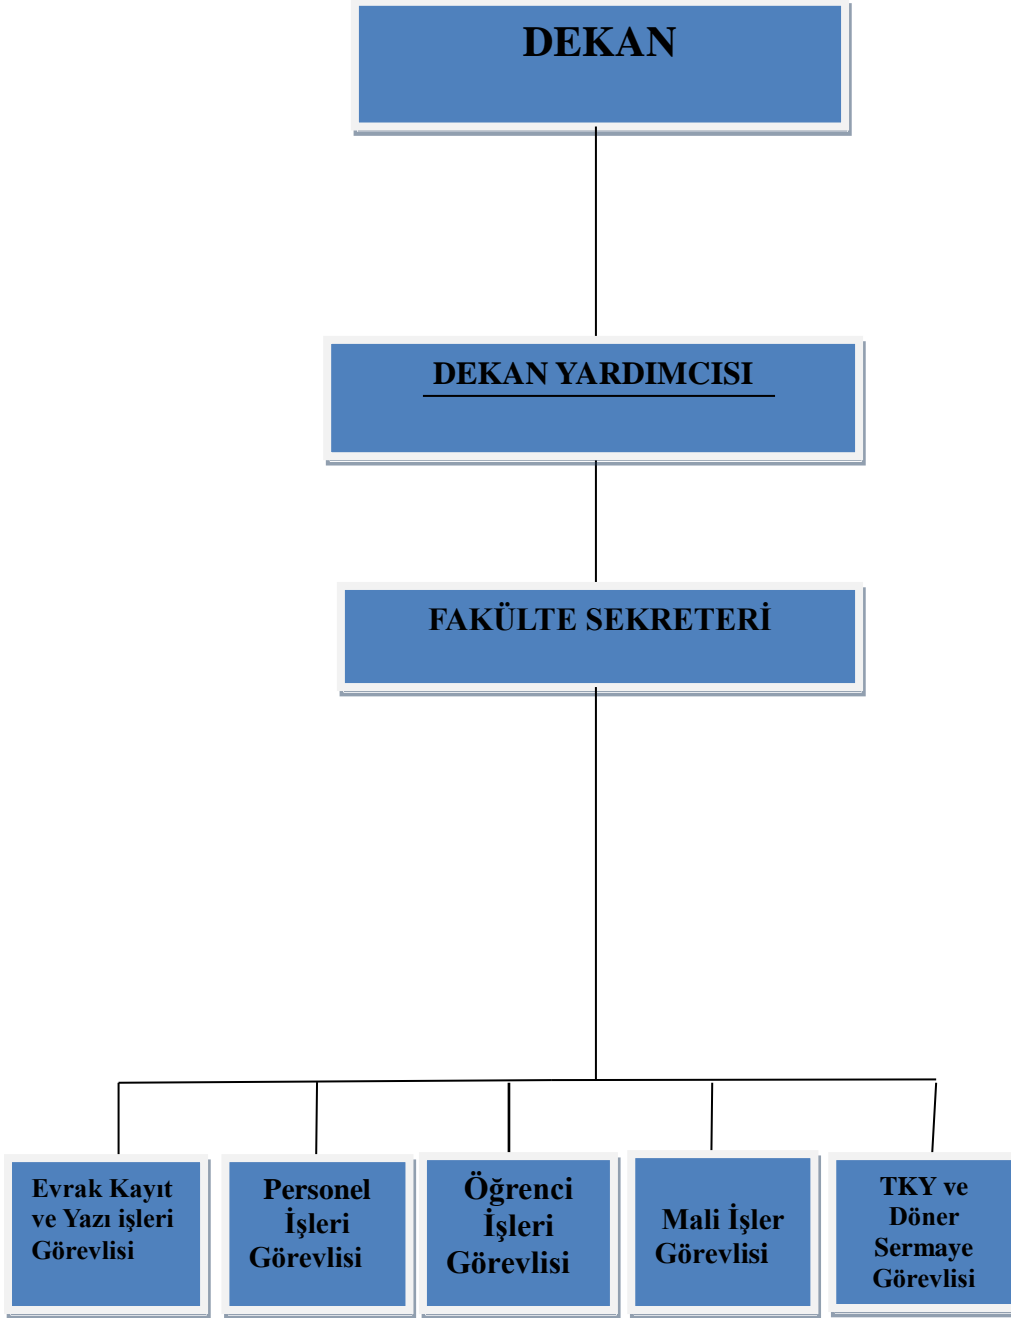 DEKAN
DEKAN YARDIMCISI
FAKÜLTE SEKRETERİ
Evrak Kayıt
ve Yazı işleri
Görevlisi
Personel
İşleri
Görevlisi
Öğrenci
İşleri
Görevlisi
Mali İşler
Görevlisi
TKY ve
Döner
Sermaye
Görevlisi